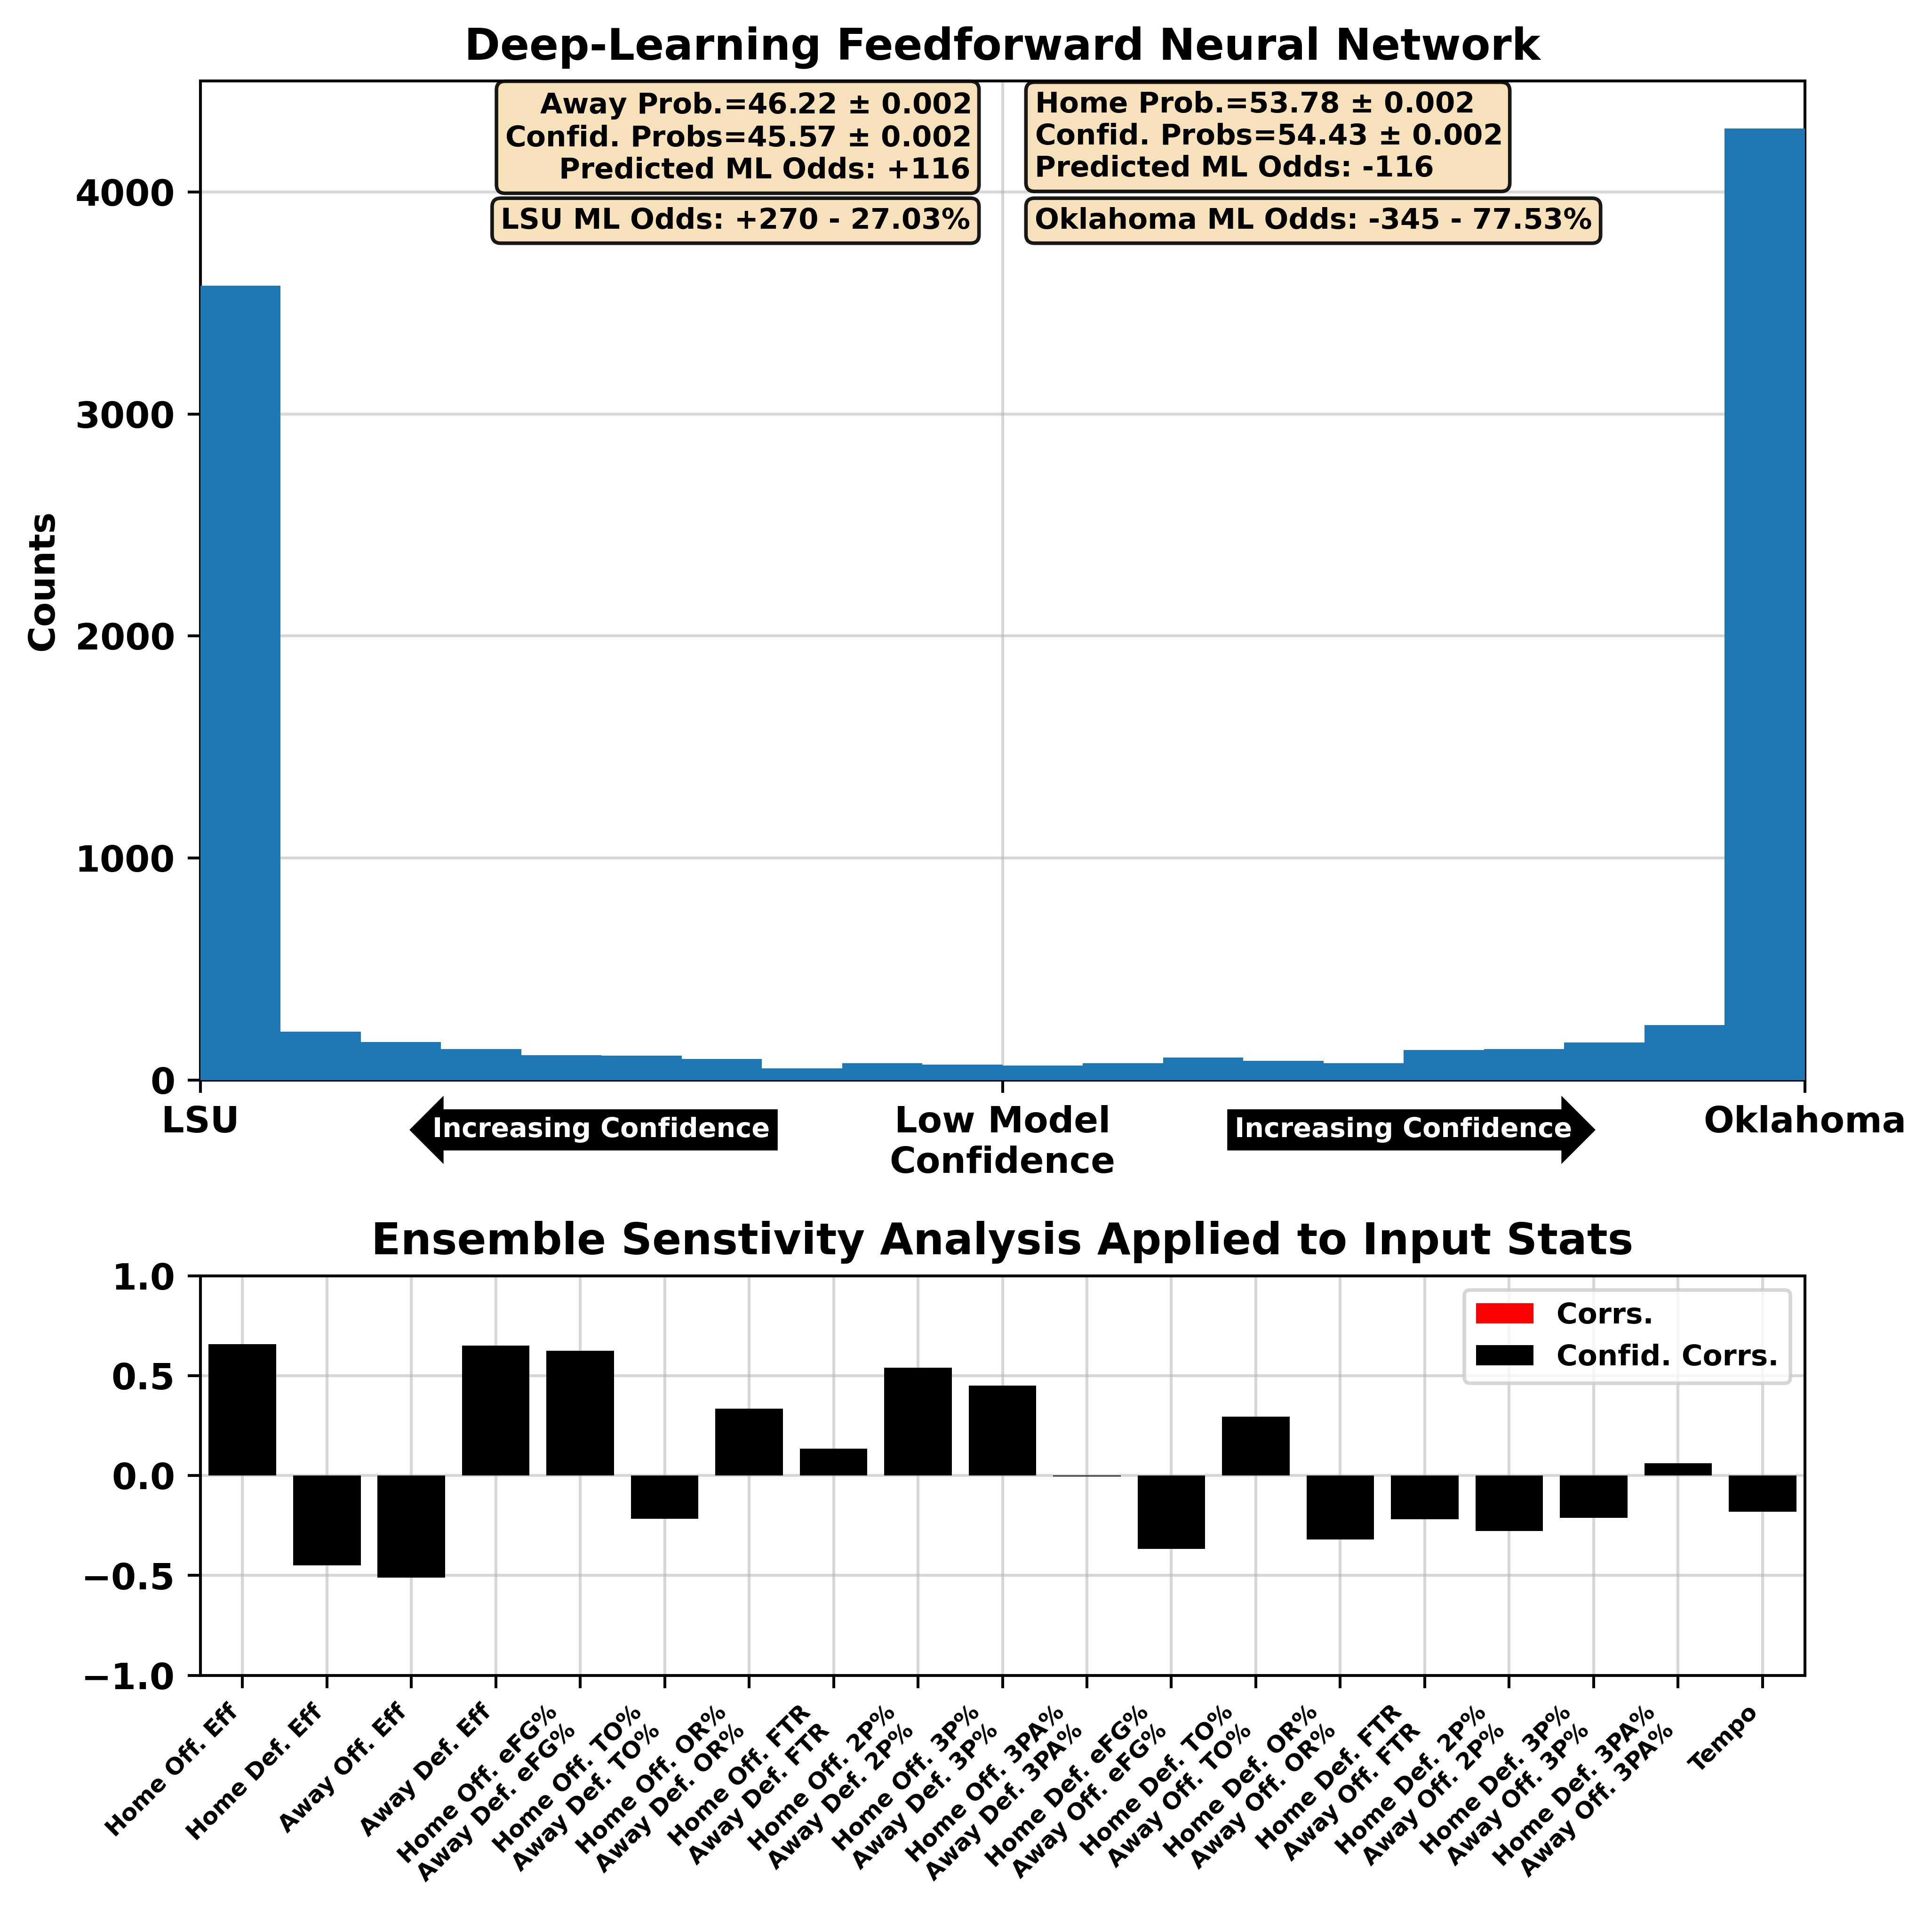 Deep-Learning Feedforward Neural Network
Away Prob.=46.22 ± 0.002
Confid. Probs=45.57 ± 0.002
Predicted ML Odds: +116
Home Prob.=53.78 ± 0.002
Confid. Probs=54.43 ± 0.002
Predicted ML Odds: -116
LSU ML Odds: +270 - 27.03%
Oklahoma ML Odds: -345 - 77.53%
Counts
4000
3000
2000
1000
0
LSU
Increasing Confidence
Low Model
Confidence
Increasing Confidence
Oklahoma
Ensemble Senstivity Analysis Applied to Input Stats
1.0
0.5
0.0
−0.5
−1.0
Corrs.
Confid. Corrs.
Home Off. Eff
Home Def. Eff
Away Off. Eff
Away Def. Eff
Home Off. eFG%
Away Def. eFG%
Home Off. TO%
Away Def. TO%
Home Off. OR%
Away Def. OR%
Home Off. FTR
Away Def. FTR
Home Off. 2P%
Away Def. 2P%
Home Off. 3P%
Away Def. 3P%
Home Off. 3PA%
Away Def. 3PA%
Home Def. eFG%
Away Off. eFG%
Home Def. TO%
Away Off. TO%
Home Def. OR%
Away Off. OR%
Home Def. FTR
Away Off. FTR
Home Def. 2P%
Away Off. 2P%
Home Def. 3P%
Away Off. 3P%
Home Def. 3PA%
Away Off. 3PA%
Tempo